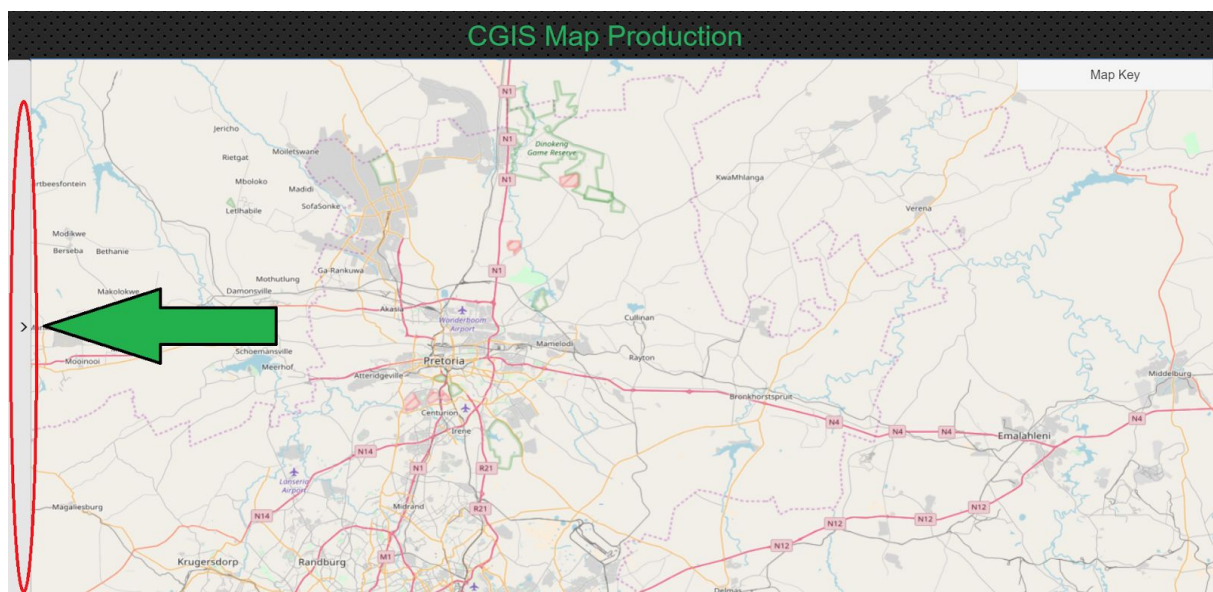 CGIS Map Production
Map Key
N1
Jericho
N1
Dinokeng
Game Reserve
Rietgat
Molletswane
KwaMhlanga
N1
Mboloko
Madidi
rtbeesfontein
Letlhabile
SofaSonke
Verena
Modikwe
Berseba
Bethanie
Ga-Rankuwa
N1
Mothutlung
Makolokwe
Damonsville
Akasia
Wonderboom
Airport
Cullinan
Mamelodi
Schoemansville
Mooinooi
Meerhof
Pretoria
Rayton
Atteridgeville
Middelburg
Bronkhorstspruit
Centurion
N4
N4
N4
N4
Irene
Emalahleni
N14
N1
R21
Lanseria
Airport
Magaliesburg
Midrand
R21
N12
N14
N12
N12
N12
Krugersdorp
Randburg
M1
Delmas